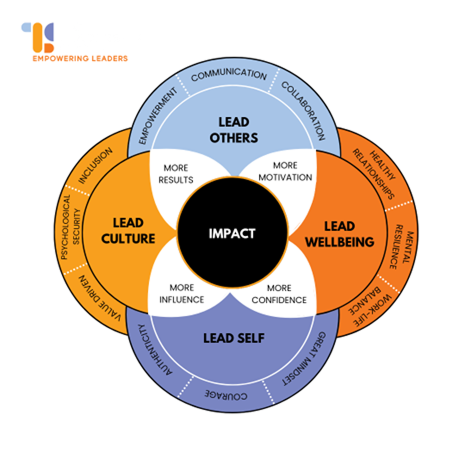 EMPOWERING LEADERS
EMPOWERMENT
COMMUNICATION
COLLABORATION
LEAD
OTHERS
MORE
RESULTS
MORE
MOTIVATION
INCLUSION
PSYCHOLOGICAL
SECURITY
VALUE DRIVEN
LEAD
CULTURE
IMPACT
LEAD
WELLBEING
HEALTHY
RELATIONSHIPS
MENTAL
RESILIENCE
WORK-LIFE
BALANCE
MORE
INFLUENCE
MORE
CONFIDENCE
LEAD SELF
AUTHENTICITY
COURAGE
GREAT MINDSET